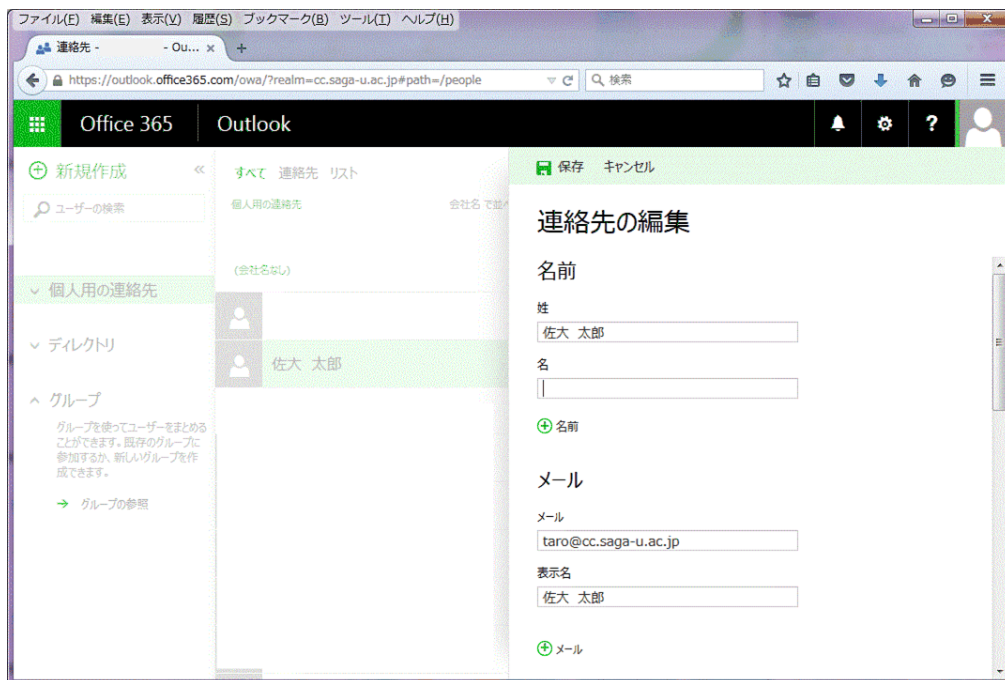 ファイル(F) 編集(E) 表示(V) 履歴(S) ブックマーク(B) ツール(T) ヘルプ(H)
連絡先 - - Ou... × +
https://outlook.office365.com/owa/?realm=cc.saga-u.ac.jp#path=/people
検索
Office 365 Outlook
?
新規作成 «
ユーザーの検索
個人用の連絡先
ディレクトリ
グループ
グループを使ってユーザーをまとめる
ことができます。既存のグループに
参加するか、新しいグループを作
成できます。
→ グループの参照
すべて 連絡先 リスト
個人用の連絡先 会社名 で並べ
(会社名なし)
佐大 太郎
保存 キャンセル
連絡先の編集
名前
姓
佐大 太郎
名
名前
メール
メール
taro@cc.saga-u.ac.jp
表示名
佐大 太郎
メール